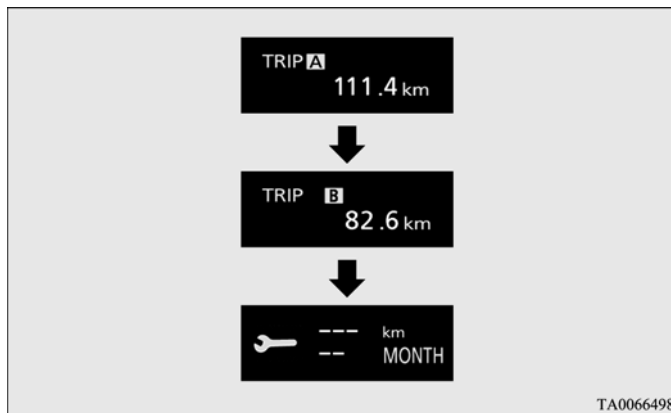 TRIP A
111.4 km
TRIP B
82.6 km
--- km
-- MONTH
TA0066498